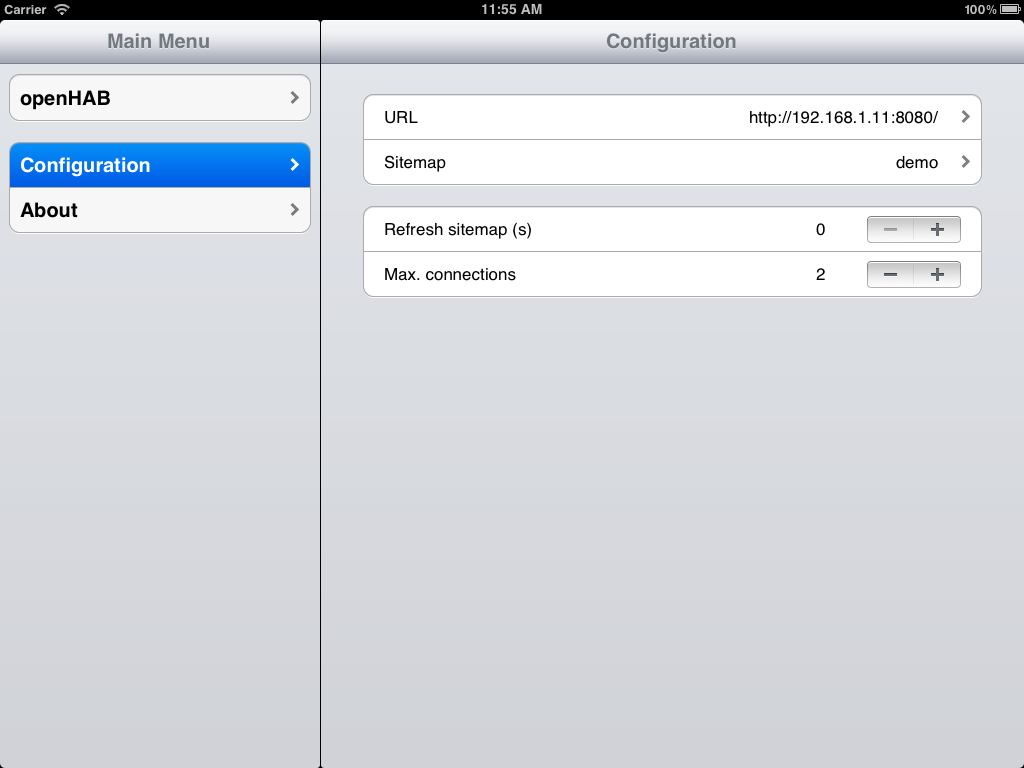 Carrier 11:55 AM 100%
Main Menu
openHAB
Configuration
About
Configuration
URL http://192.168.1.11:8080/
Sitemap demo
Refresh sitemap (s) 0 − +
Max. connections 2 − +